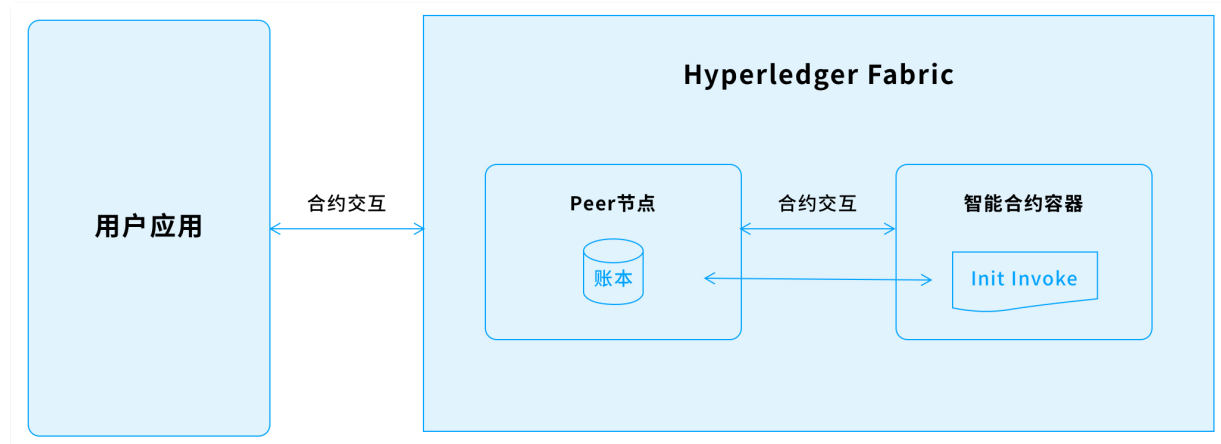 Hyperledger Fabric
用户应用
合约交互
Peer节点
账本
合约交互
智能合约容器
Init Invoke